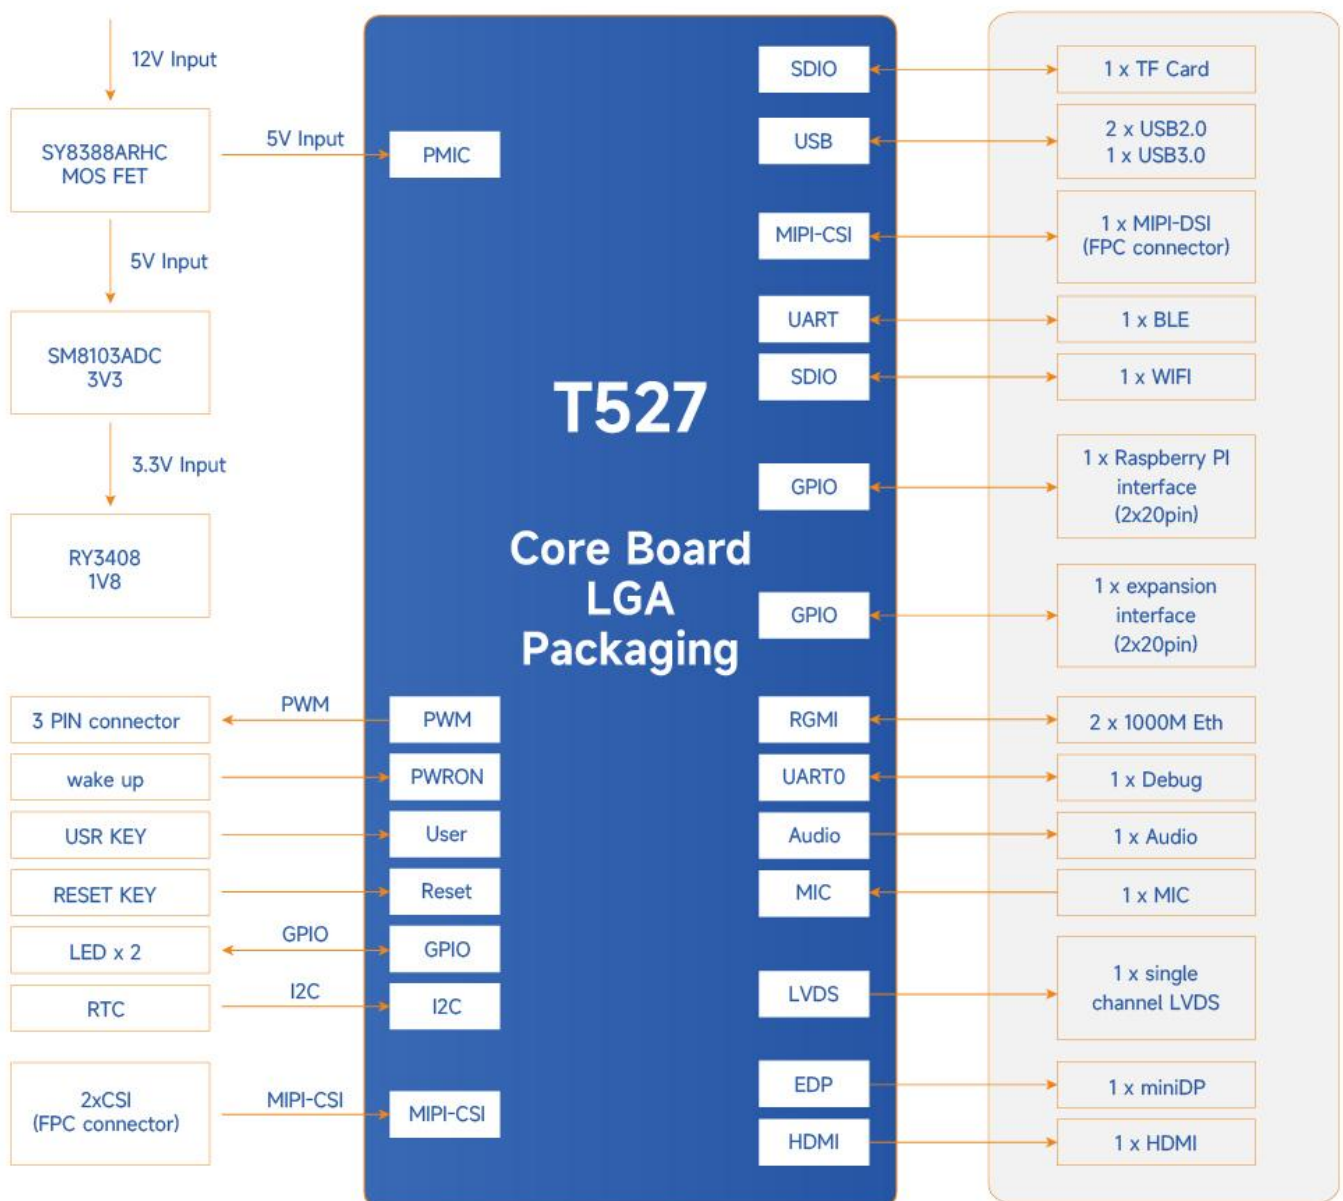 12V Input
SY8388ARHC
MOS FET
5V Input
5V Input
SM8103ADC
3V3
3.3V Input
RY3408
1V8
3 PIN connector
PWM
wake up
USR KEY
RESET KEY
LED x 2
GPIO
RTC
I2C
2xCSI
(FPC connector)
MIPI-CSI
PMIC
PWM
PWRON
User
Reset
GPIO
I2C
MIPI-CSI
T527
Core Board
LGA
Packaging
SDIO
USB
MIPI-CSI
UART
SDIO
GPIO
GPIO
RGMI
UART0
Audio
MIC
LVDS
EDP
HDMI
1 x TF Card
2 x USB2.0
1 x USB3.0
1 x MIPI-DSI
(FPC connector)
1 x BLE
1 x WIFI
1 x Raspberry PI
interface
(2x20pin)
1 x expansion
interface
(2x20pin)
2 x 1000M Eth
1 x Debug
1 x Audio
1 x MIC
1 x single
channel LVDS
1 x miniDP
1 x HDMI